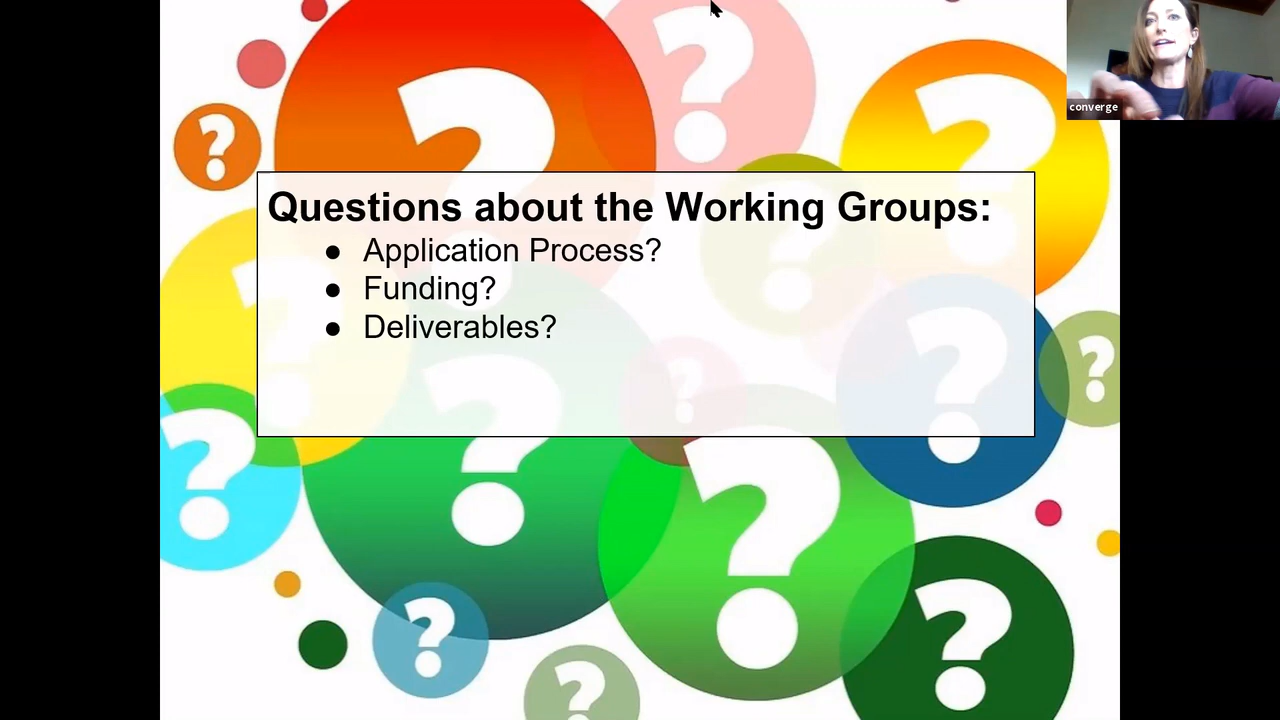 converge
Questions about the Working Groups:
● Application Process?
● Funding?
● Deliverables?